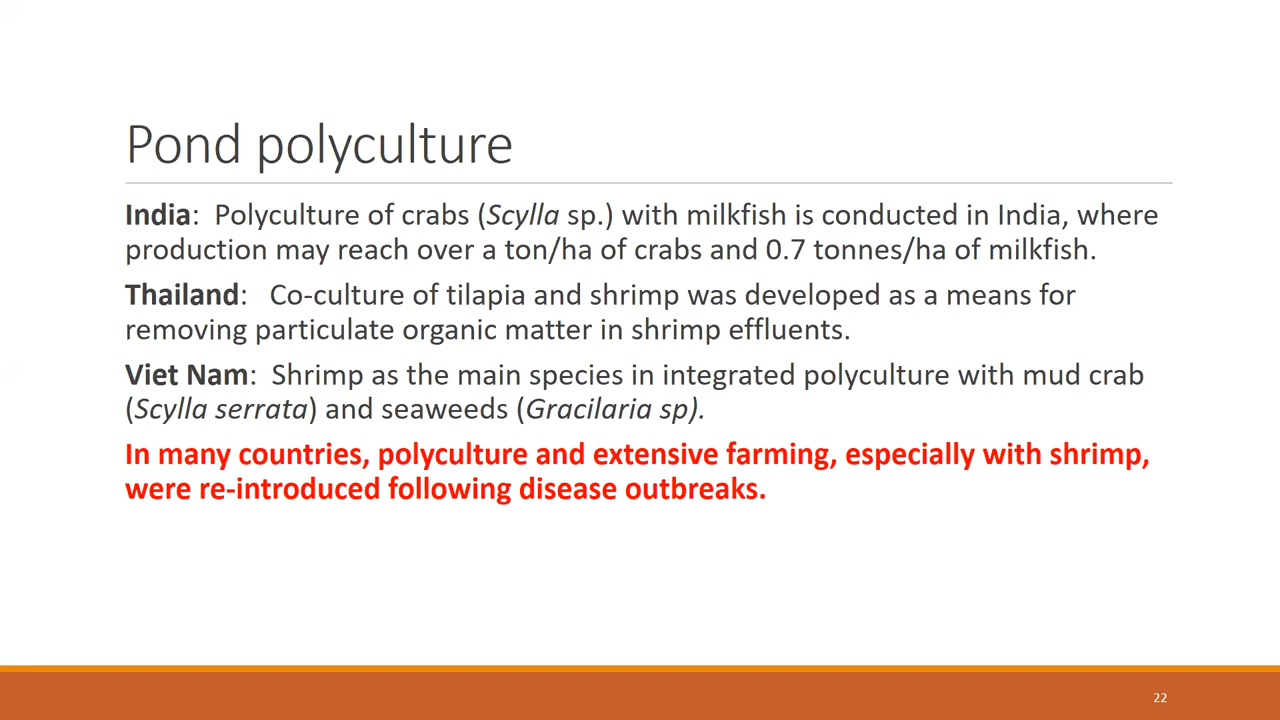 Pond polyculture
India:  Polyculture of crabs (Scylla sp.) with milkfish is conducted in India, where
production may reach over a ton/ha of crabs and 0.7 tonnes/ha of milkfish.
Thailand:   Co-culture of tilapia and shrimp was developed as a means for
removing particulate organic matter in shrimp effluents.
Viet Nam:  Shrimp as the main species in integrated polyculture with mud crab
(Scylla serrata) and seaweeds (Gracilaria sp).
In many countries, polyculture and extensive farming, especially with shrimp,
were re-introduced following disease outbreaks.
22